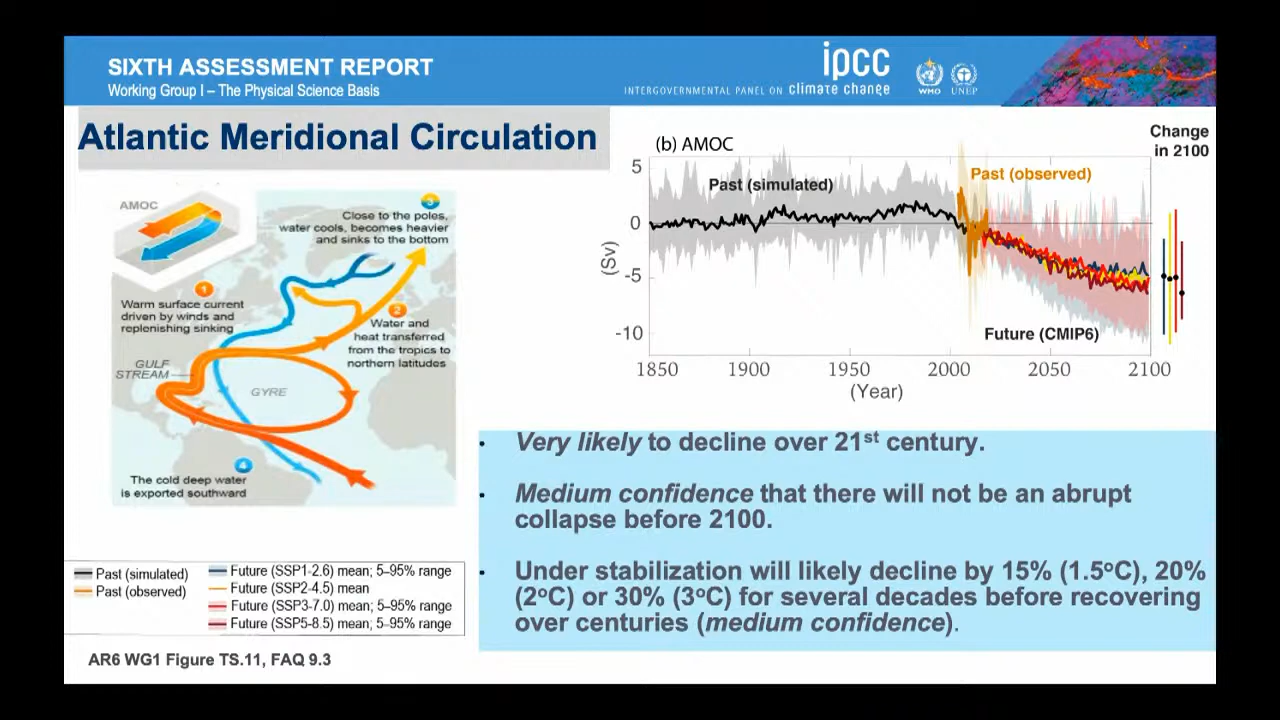 SIXTH ASSESSMENT REPORT
Working Group I – The Physical Science Basis
INTERGOVERNMENTAL PANEL ON climate change
ipcc
WMO
UNEP
Atlantic Meridional Circulation
AMOC
3
Close to the poles,
water cools, becomes heavier
and sinks to the bottom
1
Warm surface current
driven by winds and
replenishing sinking
2
Water and
heat transferred
from the tropics to
northern latitudes
GULF
STREAM
GYRE
4
The cold deep water
is exported southward
(b) AMOC
Change
in 2100
Past (simulated)
Past (observed)
Future (CMIP6)
(Sv)
5
0
-5
-10
1850 1900 1950 2000 2050 2100
(Year)
• Very likely to decline over 21st century.
• Medium confidence that there will not be an abrupt
collapse before 2100.
• Under stabilization will likely decline by 15% (1.5ºC), 20%
(2ºC) or 30% (3ºC) for several decades before recovering
over centuries (medium confidence).
Past (simulated)
Past (observed)
Future (SSP1-2.6) mean; 5–95% range
Future (SSP2-4.5) mean
Future (SSP3-7.0) mean; 5–95% range
Future (SSP5-8.5) mean; 5–95% range
AR6 WG1 Figure TS.11, FAQ 9.3